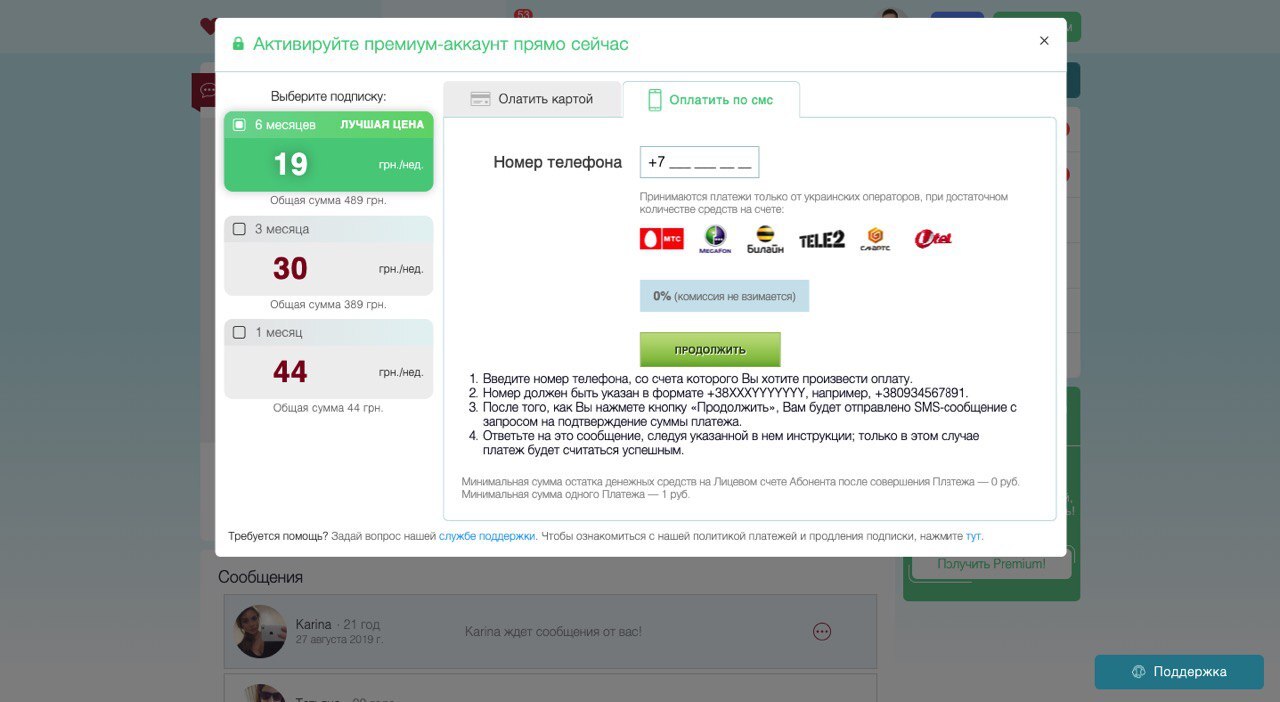 53
Активируйте премиум-аккаунт прямо сейчас
Выберите подписку:
6 месяцев ЛУЧШАЯ ЦЕНА
19 грн./нед.
Общая сумма 489 грн.
3 месяца
30 грн./нед.
Общая сумма 389 грн.
1 месяц
44 грн./нед.
Общая сумма 44 грн.
Олатить картой
Оплатить по смс
Номер телефона +7 ___ ___ __ __
Принимаются платежи только от украинских операторов, при достаточном
количестве средств на счете:
МТС MEGAFON Билайн TELE2 СМАРТС Utel
0% (комиссия не взимается)
ПРОДОЛЖИТЬ
1. Введите номер телефона, со счета которого Вы хотите произвести оплату.
2. Номер должен быть указан в формате +38XXXYYYYYYY, например, +380934567891.
3. После того, как Вы нажмете кнопку «Продолжить», Вам будет отправлено SMS-сообщение с
запросом на подтверждение суммы платежа.
4. Ответьте на это сообщение, следуя указанной в нем инструкции; только в этом случае
платеж будет считаться успешным.
Минимальная сумма остатка денежных средств на Лицевом счете Абонента после совершения Платежа — 0 руб.
Минимальная сумма одного Платежа — 1 руб.
Требуется помощь? Задай вопрос нашей службе поддержки. Чтобы ознакомиться с нашей политикой платежей и продления подписки, нажмите тут.
Получить Premium!
Сообщения
Karina · 21 год
27 августа 2019 г.
Karina ждет сообщения от вас!
Поддержка